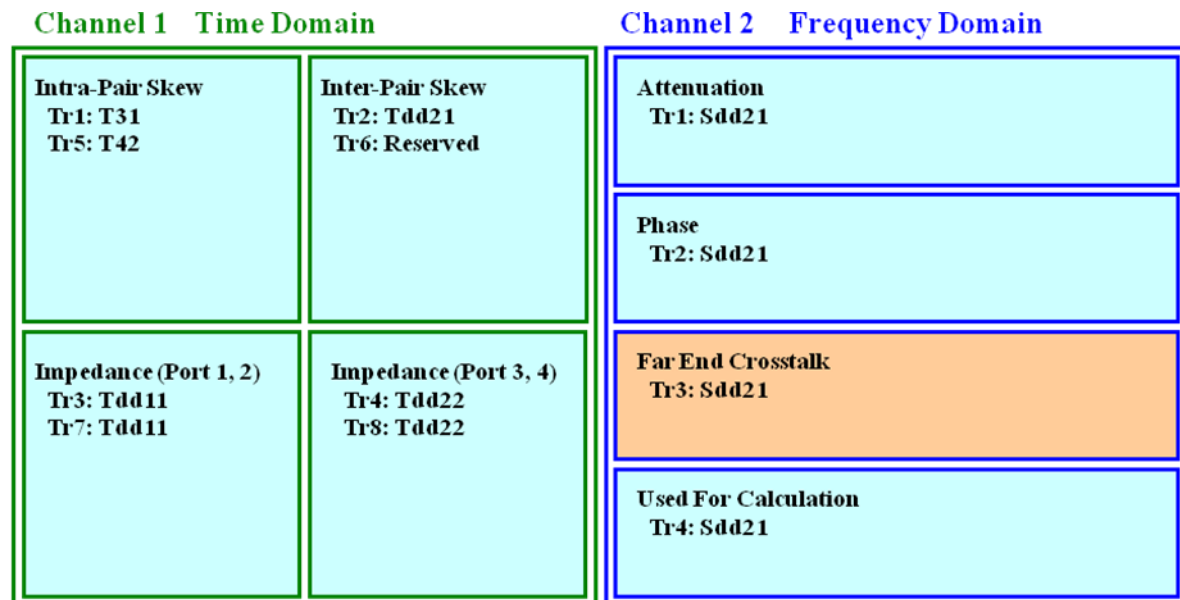 Channel 1 Time Domain
Channel 2 Frequency Domain
Intra-Pair Skew
Tr1: T31
Tr5: T42
Inter-Pair Skew
Tr2: Tdd21
Tr6: Reserved
Impedance (Port 1, 2)
Tr3: Tdd11
Tr7: Tdd11
Impedance (Port 3, 4)
Tr4: Tdd22
Tr8: Tdd22
Attenuation
Tr1: Sdd21
Phase
Tr2: Sdd21
Far End Crosstalk
Tr3: Sdd21
Used For Calculation
Tr4: Sdd21